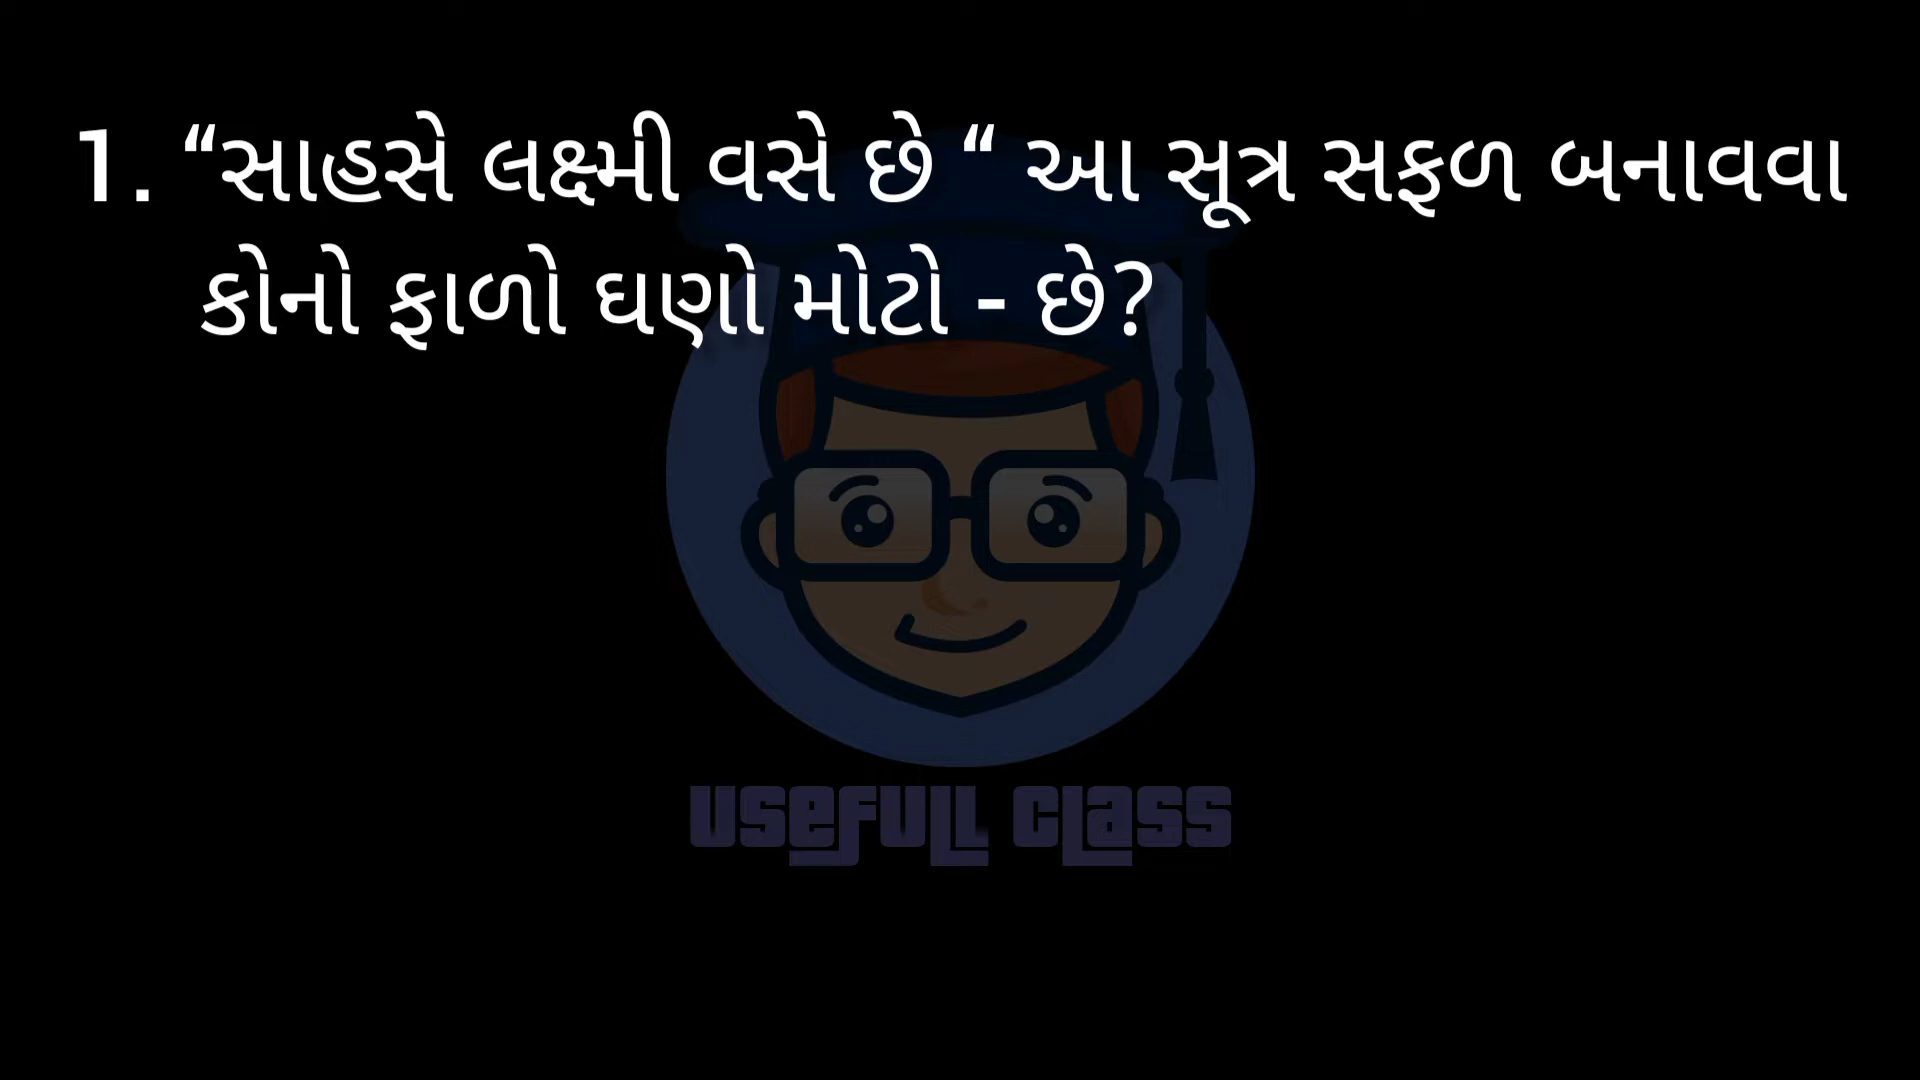 1. “સાહસે લક્ષ્મી વસે છે “ આ સૂત્ર સફળ બનાવવા
કોનો ફાળો ઘણો મોટો - છે?
USEFULL CLASS